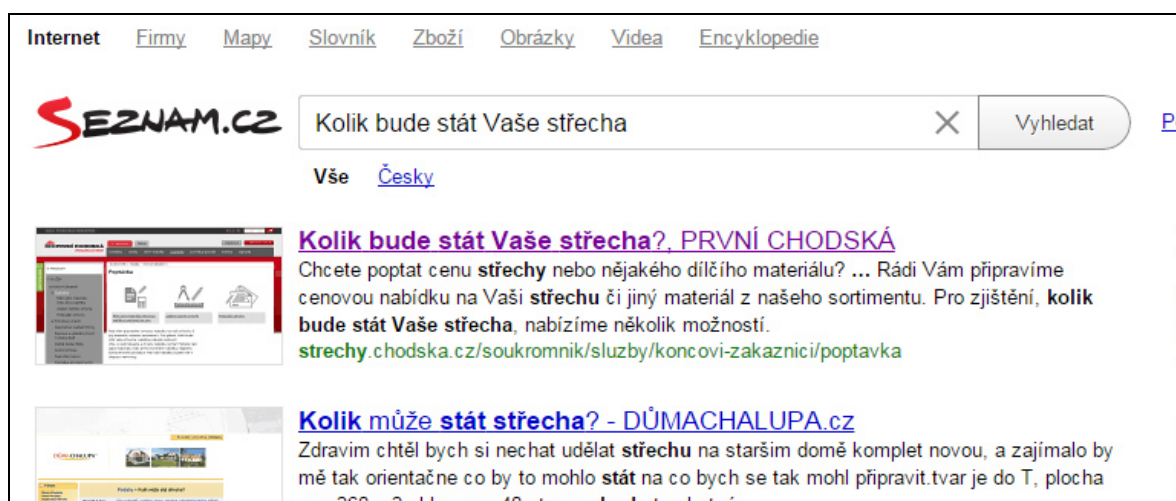 Internet Firmy Mapy Slovník Zboží Obrázky Videa Encyklopedie
SEZNAM.CZ Kolik bude stát Vaše střecha Vyhledat
Vše Česky
Kolik bude stát Vaše střecha?, PRVNÍ CHODSKÁ
Chcete poptat cenu střechy nebo nějakého dílčího materiálu? ... Rádi Vám připravíme
cenovou nabídku na Vaši střechu či jiný materiál z našeho sortimentu. Pro zjištění, kolik
bude stát Vaše střecha, nabízíme několik možností.
strechy.chodska.cz/soukromnik/sluzby/koncovi-zakaznici/poptavka
Kolik může stát střecha? - DŮMACHALUPA.cz
Zdravim chtěl bych si nechat udělat střechu na staršim domě komplet novou, a zajímalo by
mě tak orientačne co by to mohlo stát na co bych se tak mohl připravit.tvar je do T, plocha